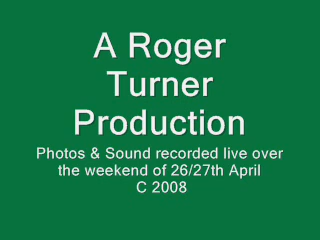 A Roger
Turner
Production
Photos & Sound recorded live over
the weekend of 26/27th April
C 2008